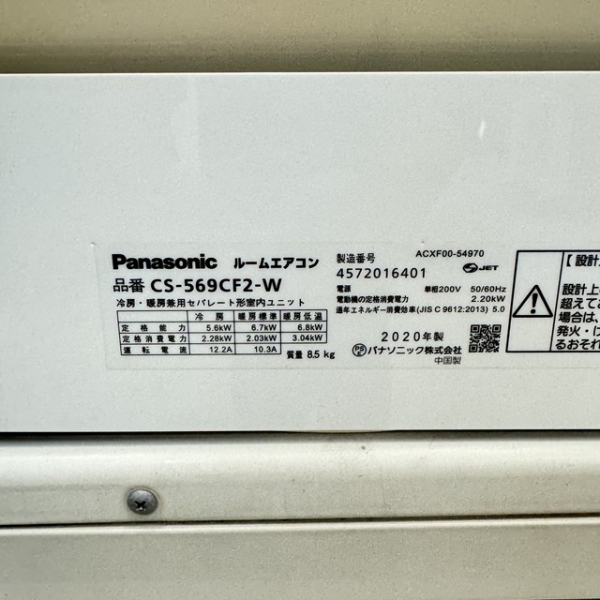 Panasonic ルームエアコン
品番 CS-569CF2-W
冷房・暖房兼用セパレート形室内ユニット
冷房 暖房標準 暖房低温
定格能力 5.6kW 6.7kW 6.8kW
定格消費電力 2.28kW 2.03kW 3.04kW
運転電流 12.2A 10.3A
質量 8.5 kg
製造番号 ACXF00-54970
4572016401 JET
電源 単相200V 50/60Hz
電動機の定格消費電力 2.20kW
通年エネルギー消費効率(JIS C 9612:2013) 5.0
2020年製
PS E パナソニック株式会社
中国製
【設計
設計上の
超えて
場合は、
発火・け
るおそれ